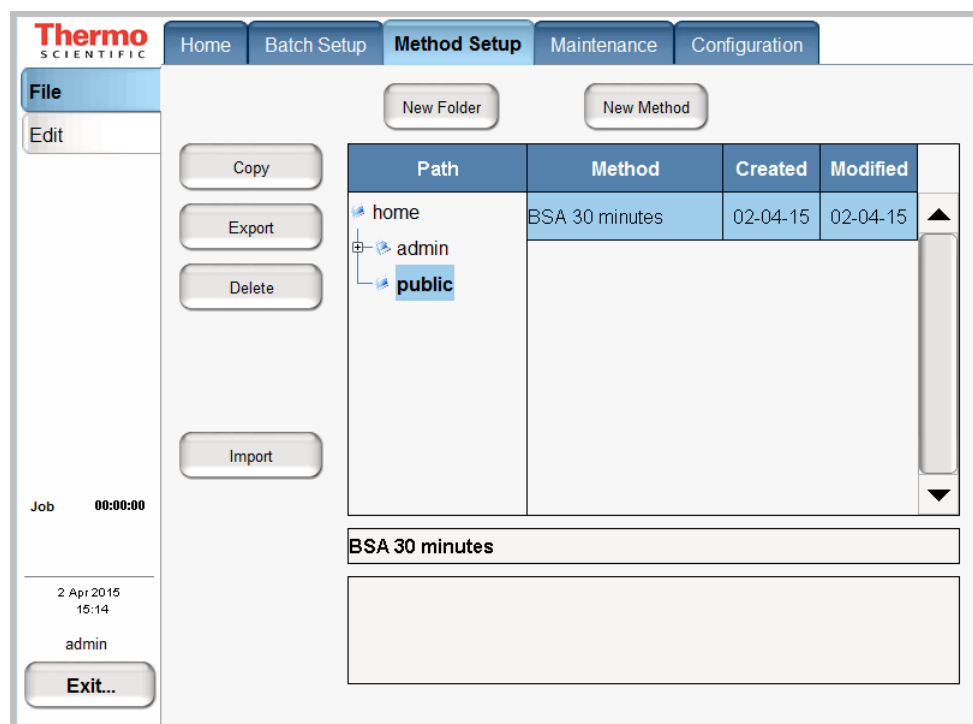 Thermo
SCIENTIFIC
Home
Batch Setup
Method Setup
Maintenance
Configuration
File
Edit
New Folder
New Method
Copy
Export
Delete
Import
Path
Method
Created
Modified
home
admin
public
BSA 30 minutes
02-04-15
02-04-15
BSA 30 minutes
Job 00:00:00
2 Apr 2015
15:14
admin
Exit...